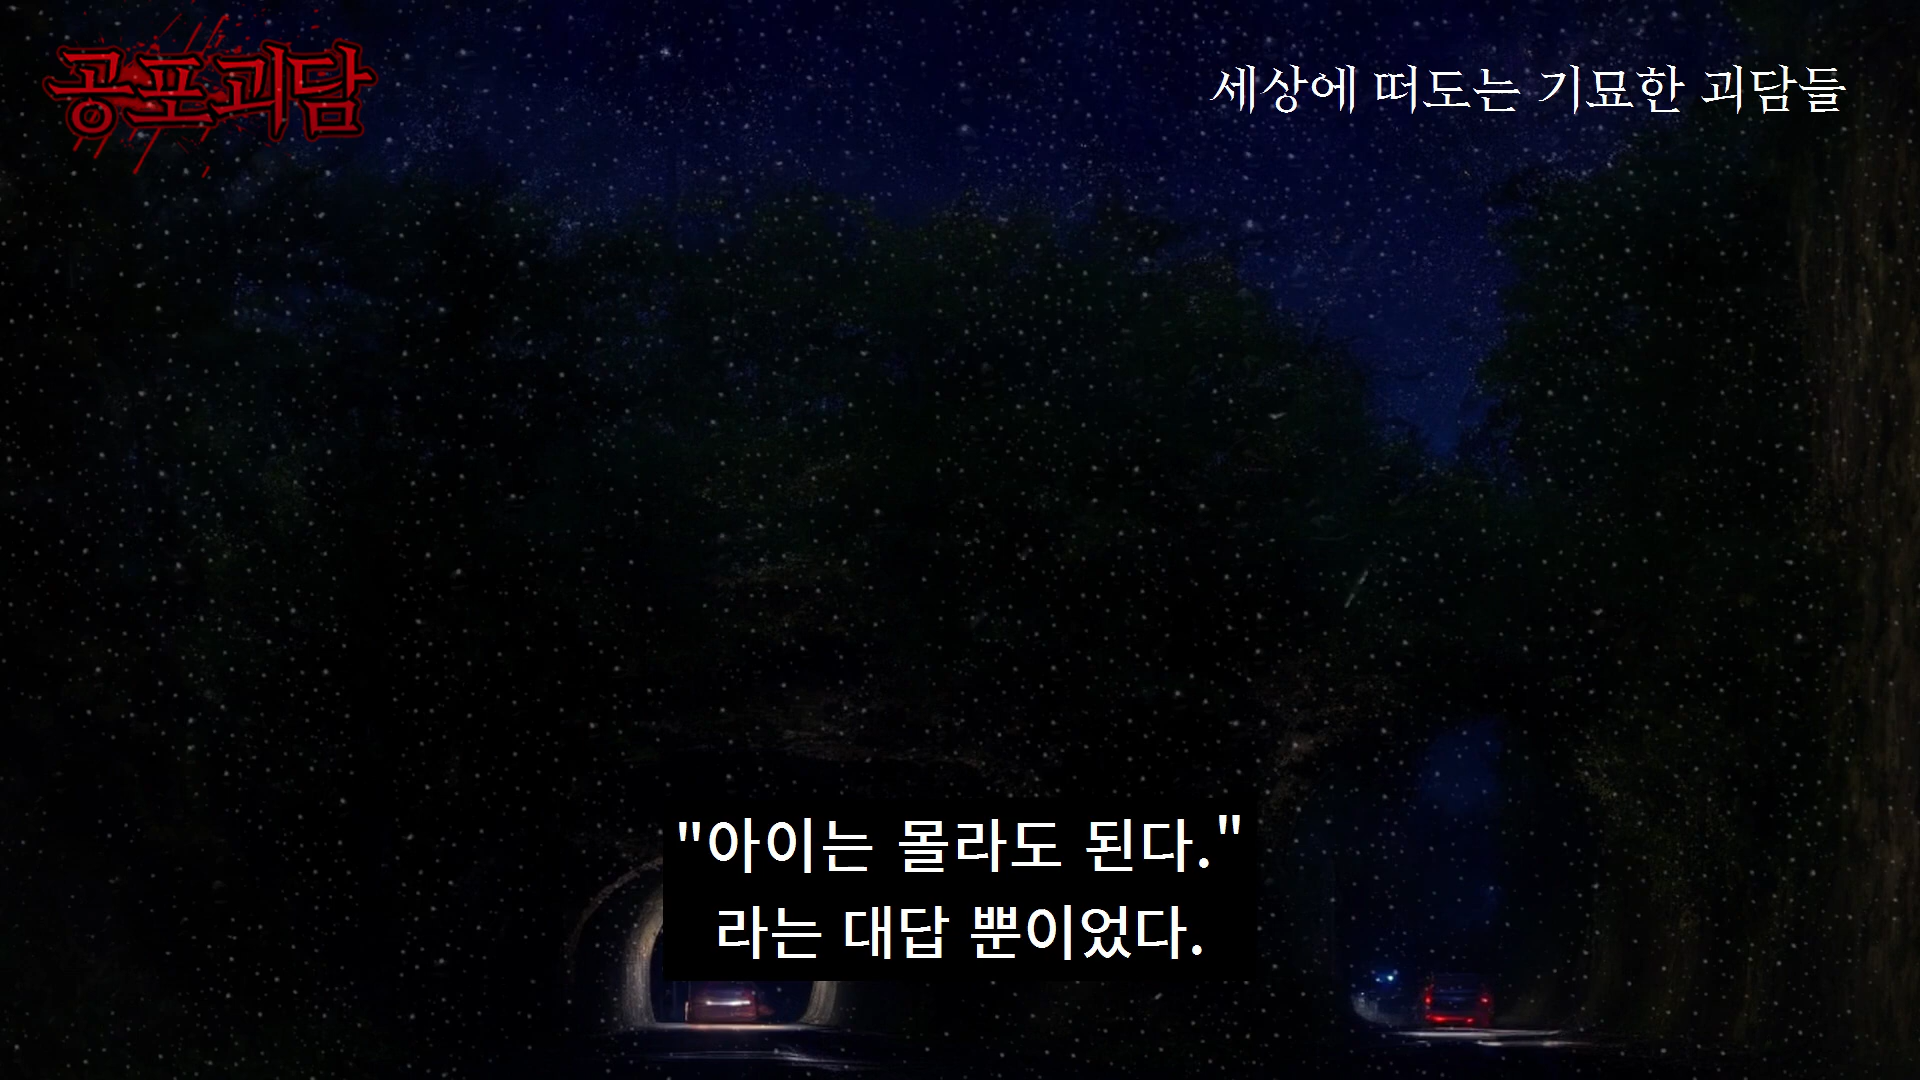 공포괴담
세상에 떠도는 기묘한 괴담들
"아이는 몰라도 된다."
라는 대답 뿐이었다.